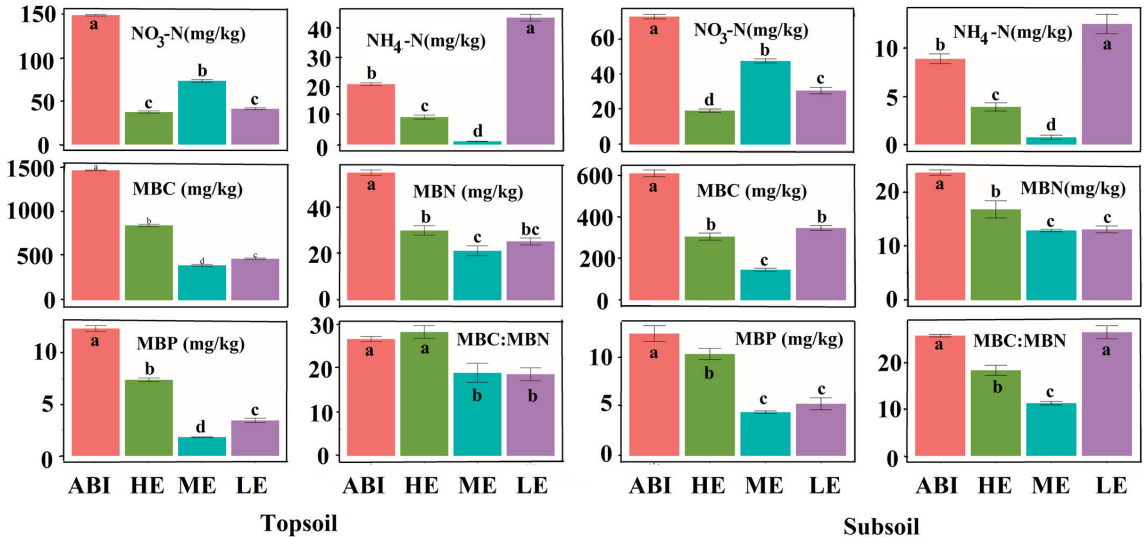 NO3-N(mg/kg)
150
100
50
0
a
c
b
c
NH4-N(mg/kg)
40
30
20
10
0
b
c
d
a
NO3-N(mg/kg)
60
40
20
0
a
d
b
c
NH4-N(mg/kg)
10
5
0
b
c
d
a
MBC (mg/kg)
1500
1000
500
0
a
b
d
c
MBN (mg/kg)
40
20
0
a
b
c
bc
MBC (mg/kg)
600
400
200
0
a
b
c
b
MBN(mg/kg)
20
10
0
a
b
c
c
MBP (mg/kg)
10
5
0
a
b
d
c
MBC:MBN
30
20
10
0
a
a
b
b
MBP (mg/kg)
10
5
0
a
b
c
c
MBC:MBN
20
10
0
a
b
c
a
ABI HE ME LE
ABI HE ME LE
ABI HE ME LE
ABI HE ME LE
Topsoil
Subsoil